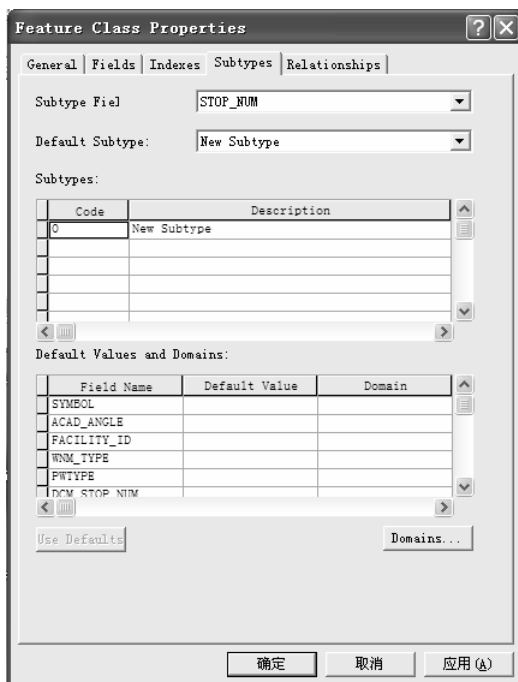 Feature Class Properties
General Fields Indexes Subtypes Relationships
Subtype Fiel STOP_NUM
Default Subtype: New Subtype
Subtypes:
Code Description
0 New Subtype
Default Values and Domains:
Field Name Default Value Domain
SYMBOL
ACAD_ANGLE
FACILITY_ID
WNM_TYPE
PWTYPE
DCM_STOP_NUM
Use Defaults Domains...
确定 取消 应用(A)